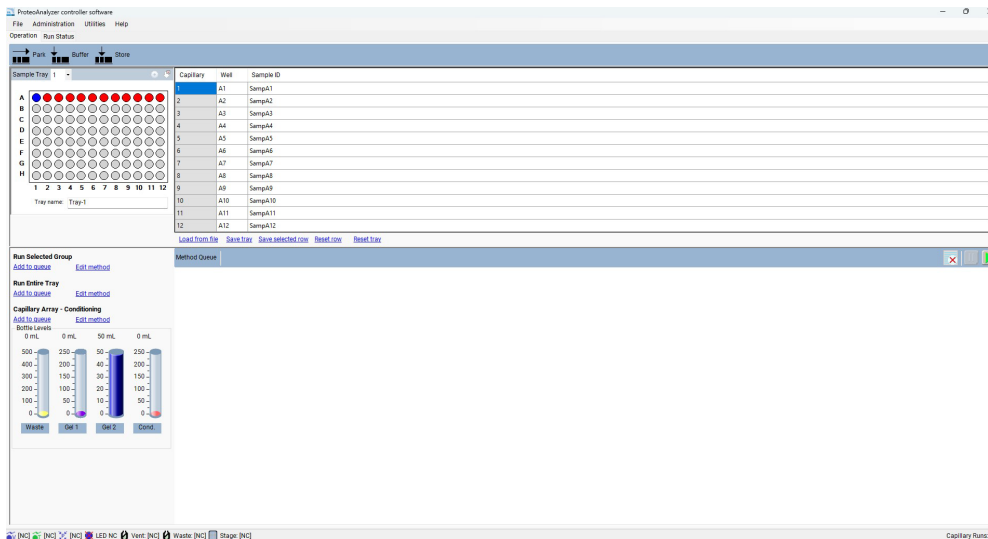 ProteoAnalyzer controller software
File Administration Utilities Help
Operation Run Status
Park Buffer Store
Sample Tray 1
Capillary Well Sample ID
1 A1 SampA1
2 A2 SampA2
3 A3 SampA3
4 A4 SampA4
5 A5 SampA5
6 A6 SampA6
7 A7 SampA7
8 A8 SampA8
9 A9 SampA9
10 A10 SampA10
11 A11 SampA11
12 A12 SampA12
A
B
C
D
E
F
G
H
1 2 3 4 5 6 7 8 9 10 11 12
Tray name: Tray-1
Load from file Save tray Save selected row Reset row Reset tray
Method Queue
Run Selected Group
Add to queue Edit method
Run Entire Tray
Add to queue Edit method
Capillary Array - Conditioning
Add to queue Edit method
Bottle Levels
0 mL 0 mL 50 mL 0 mL
500 250 50 250
400 200 40 200
300 150 30 150
200 100 20 100
100 50 10 50
0 0 0 0
Waste Gel 1 Gel 2 Cond.
[NC] [NC] [NC] LED NC Vent: [NC] Waste: [NC] Stage: [NC] Capillary Runs: